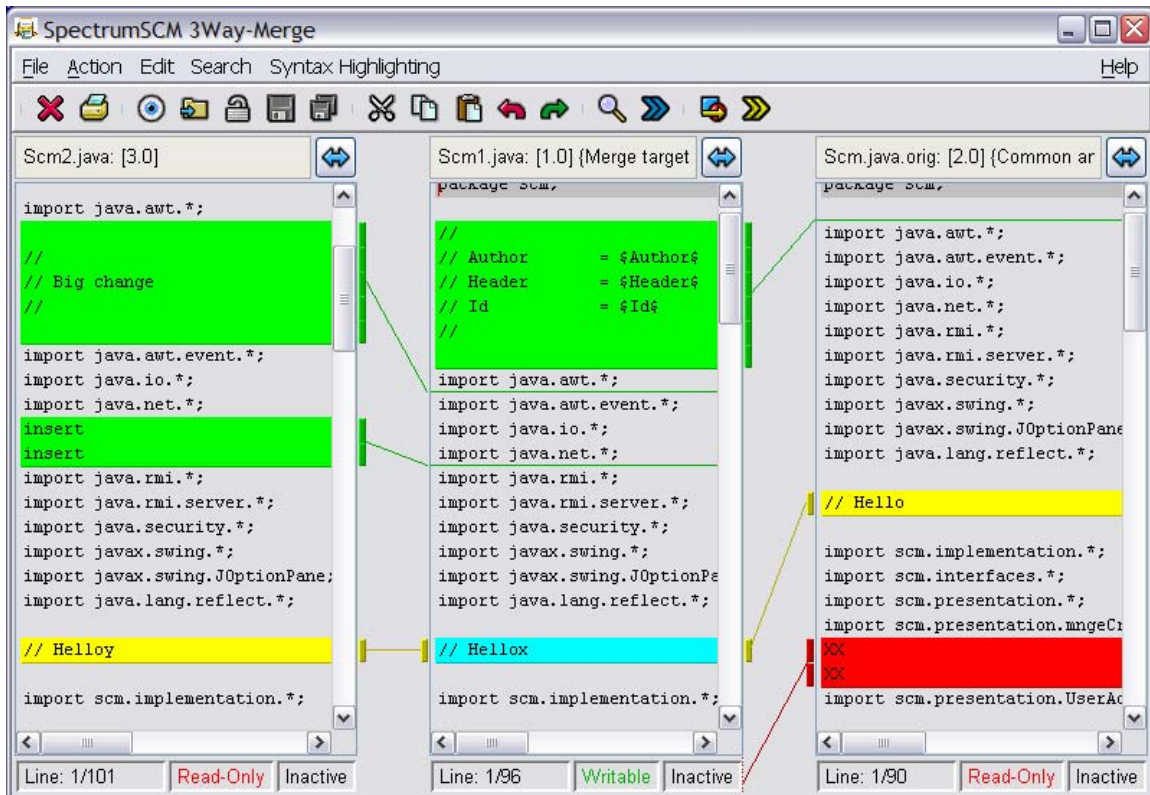 SpectrumSCM 3Way-Merge
File Action Edit Search Syntax Highlighting Help
Scm2.java: [3.0]
import java.awt.*;
//
// Big change
//
import java.awt.event.*;
import java.io.*;
import java.net.*;
insert
insert
import java.rmi.*;
import java.rmi.server.*;
import java.security.*;
import javax.swing.*;
import javax.swing.JOptionPane;
import java.lang.reflect.*;
// Helloy
import scm.implementation.*;
Line: 1/101 Read-Only Inactive
Scm1.java: [1.0] {Merge target
package scm;
//
// Author = $Author$
// Header = $Header$
// Id = $Id$
//
import java.awt.*;
import java.awt.event.*;
import java.io.*;
import java.net.*;
import java.rmi.*;
import java.rmi.server.*;
import java.security.*;
import javax.swing.*;
import javax.swing.JOptionPa
import java.lang.reflect.*;
// Hellox
import scm.implementation.*;
Line: 1/96 Writable Inactive
Scm.java.orig: [2.0] {Common ar
package scm;
import java.awt.*;
import java.awt.event.*;
import java.io.*;
import java.net.*;
import java.rmi.*;
import java.rmi.server.*;
import java.security.*;
import javax.swing.*;
import javax.swing.JOptionPane
import java.lang.reflect.*;
// Hello
import scm.implementation.*;
import scm.interfaces.*;
import scm.presentation.*;
import scm.presentation.mngeCr
XX
XX
import scm.presentation.UserAc
Line: 1/90 Read-Only Inactive